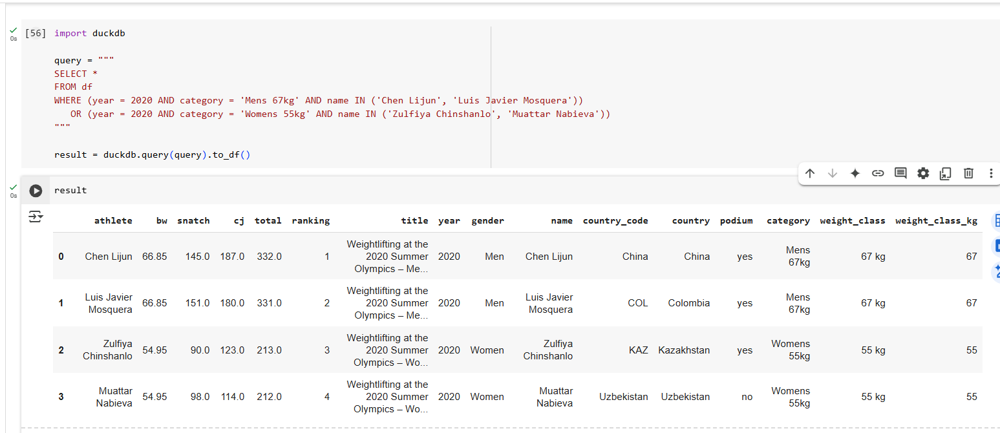 [56] import duckdb
0s
query = """
SELECT *
FROM df
WHERE (year = 2020 AND category = 'Mens 67kg' AND name IN ('Chen Lijun', 'Luis Javier Mosquera'))
OR (year = 2020 AND category = 'Womens 55kg' AND name IN ('Zulfiya Chinshanlo', 'Muattar Nabieva'))
"""
result = duckdb.query(query).to_df()
result
0s
athlete bw snatch cj total ranking title year gender name country_code country podium category weight_class weight_class_kg
0 Chen Lijun 66.85 145.0 187.0 332.0 1 Weightlifting at the 2020 Summer Olympics – Me... 2020 Men Chen Lijun China China yes Mens 67kg 67 kg 67
1 Luis Javier Mosquera 66.85 151.0 180.0 331.0 2 Weightlifting at the 2020 Summer Olympics – Me... 2020 Men Luis Javier Mosquera COL Colombia yes Mens 67kg 67 kg 67
2 Zulfiya Chinshanlo 54.95 90.0 123.0 213.0 3 Weightlifting at the 2020 Summer Olympics – Wo... 2020 Women Zulfiya Chinshanlo KAZ Kazakhstan yes Womens 55kg 55 kg 55
3 Muattar Nabieva 54.95 98.0 114.0 212.0 4 Weightlifting at the 2020 Summer Olympics – Wo... 2020 Women Muattar Nabieva Uzbekistan Uzbekistan no Womens 55kg 55 kg 55